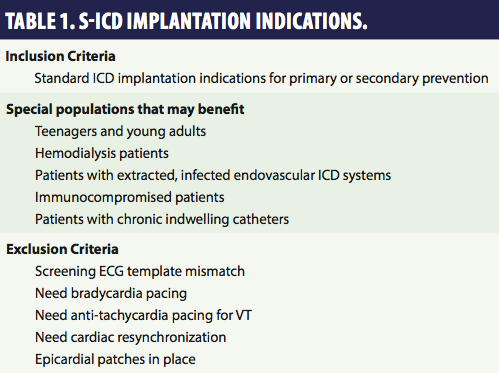 TABLE 1. S-ICD IMPLANTATION INDICATIONS.
Inclusion Criteria
Standard ICD implantation indications for primary or secondary prevention
Special populations that may benefit
Teenagers and young adults
Hemodialysis patients
Patients with extracted, infected endovascular ICD systems
Immunocompromised patients
Patients with chronic indwelling catheters
Exclusion Criteria
Screening ECG template mismatch
Need bradycardia pacing
Need anti-tachycardia pacing for VT
Need cardiac resynchronization
Epicardial patches in place